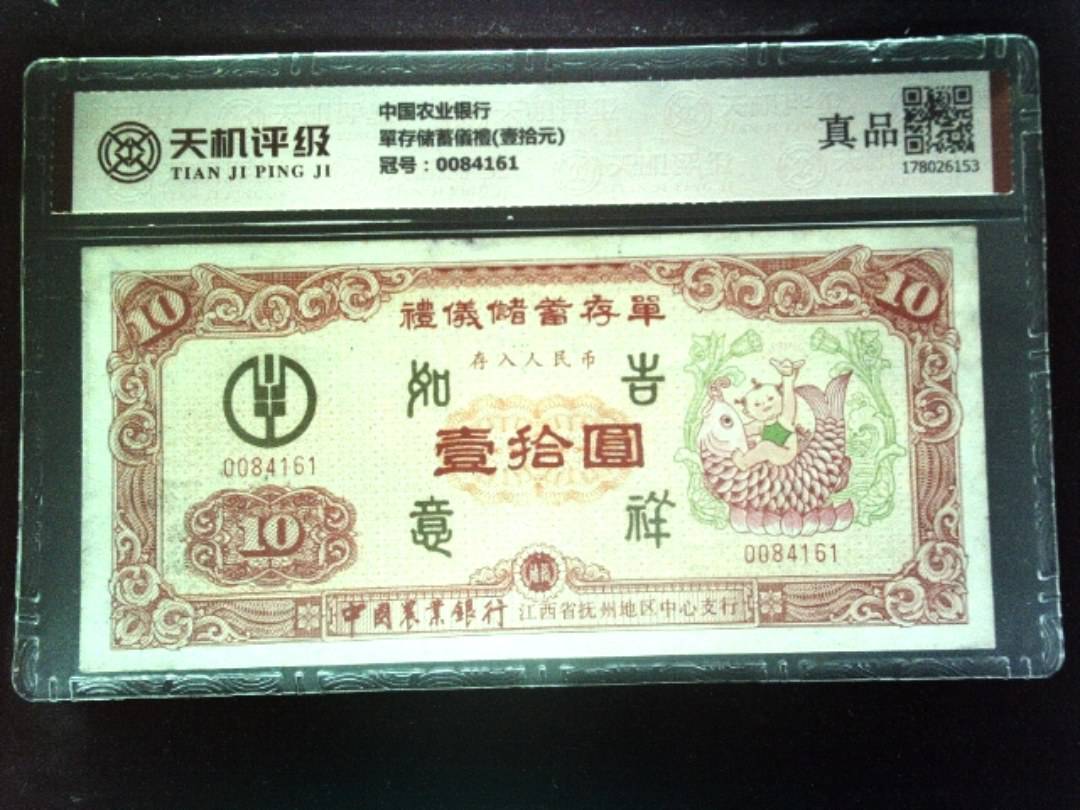 天机评级
TIAN JI PING JI
中国农业银行
單存储蓄儀禮(壹拾元)
冠号：0084161
真品
178026153
10
10
禮儀儲蓄存單
存入人民币
如 吉
壹拾圓
意 祥
0084161
10
0084161
中國農業銀行 江西省抚州地区中心支行